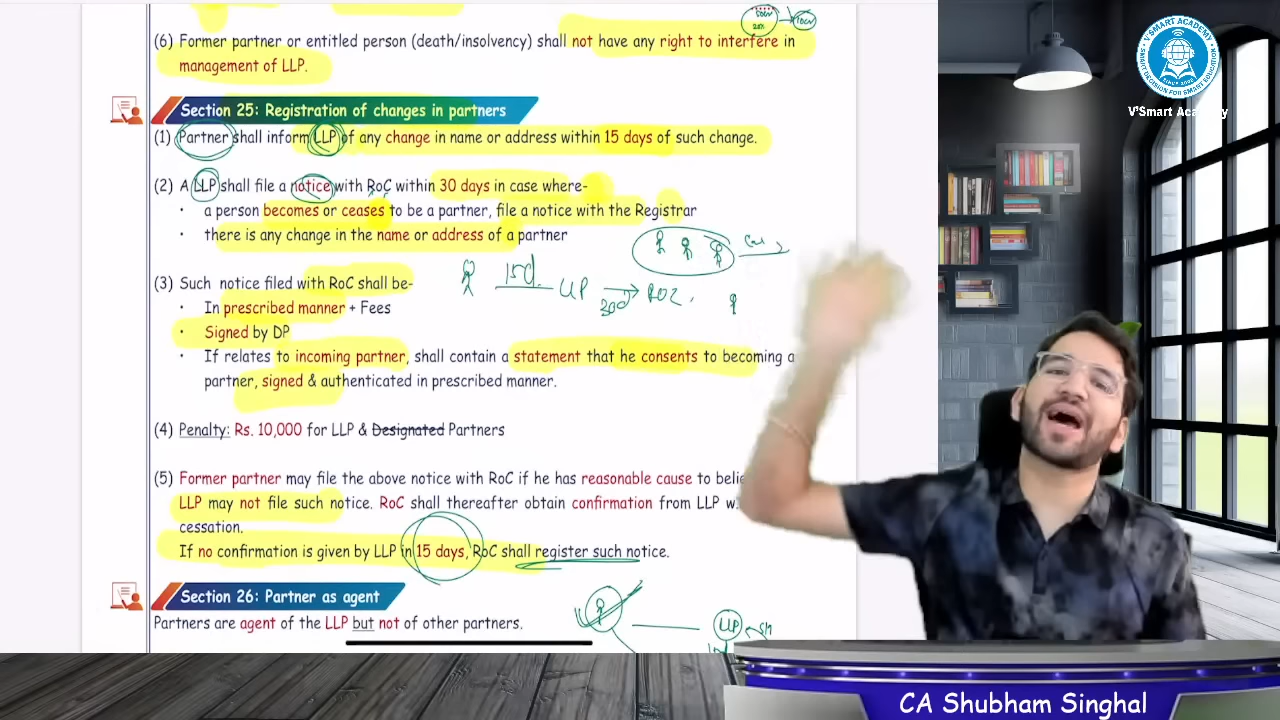 50Cr
20%
10Cr
(6) Former partner or entitled person (death/insolvency) shall not have any right to interfere in
management of LLP.
Section 25: Registration of changes in partners
(1) Partner shall inform LLP of any change in name or address within 15 days of such change.
(2) A LLP shall file a notice with RoC within 30 days in case where-
• a person becomes or ceases to be a partner, file a notice with the Registrar
• there is any change in the name or address of a partner
(3) Such notice filed with RoC shall be-
15d. LLP 30d ROC.
• In prescribed manner + Fees
• Signed by DP
• If relates to incoming partner, shall contain a statement that he consents to becoming a
partner, signed & authenticated in prescribed manner.
(4) Penalty: Rs. 10,000 for LLP & Designated Partners
(5) Former partner may file the above notice with RoC if he has reasonable cause to
LLP may not file such notice. RoC shall thereafter obtain confirmation from LLP
cessation.
If no confirmation is given by LLP in 15 days, RoC shall register such notice.
Section 26: Partner as agent
LLP
Partners are agent of the LLP but not of other partners.
V'SMART ACADEMY
SMART DECISION FOR SMART EDUCATION
V'Smart Academy
CA Shubham Singhal